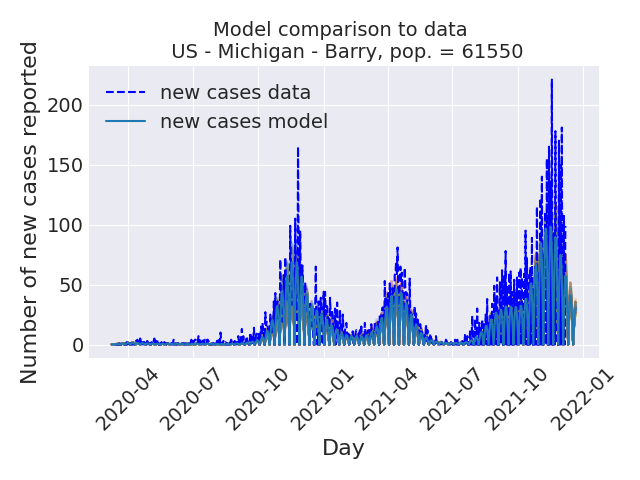 Model comparison to data
US - Michigan - Barry, pop. = 61550
new cases data
new cases model
Number of new cases reported
200
150
100
50
0
2020-04
2020-07
2020-10
2021-01
2021-04
2021-07
2021-10
2022-01
Day